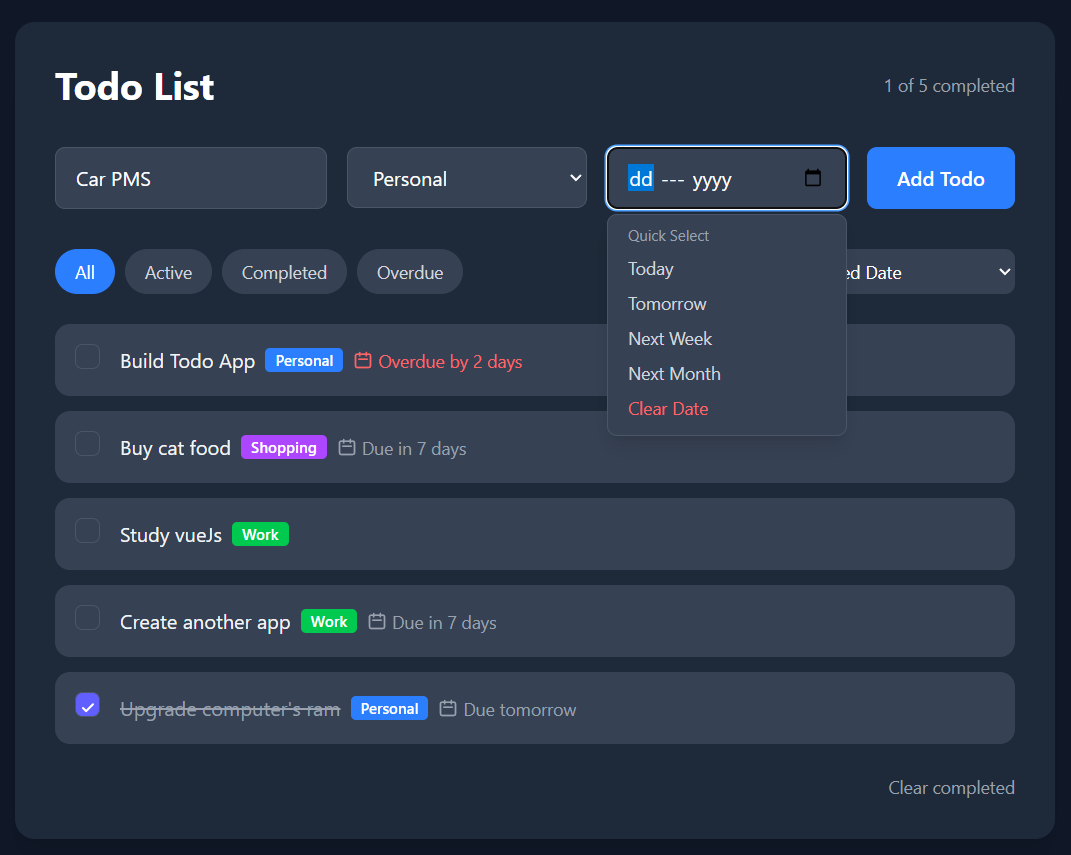 Todo List
1 of 5 completed
Car PMS
Personal
dd --- yyyy
Add Todo
Quick Select
Today
Tomorrow
Next Week
Next Month
Clear Date
All
Active
Completed
Overdue
Date
Build Todo App
Personal
Overdue by 2 days
Buy cat food
Shopping
Due in 7 days
Study vueJs
Work
Create another app
Work
Due in 7 days
Upgrade computer's ram
Personal
Due tomorrow
Clear completed